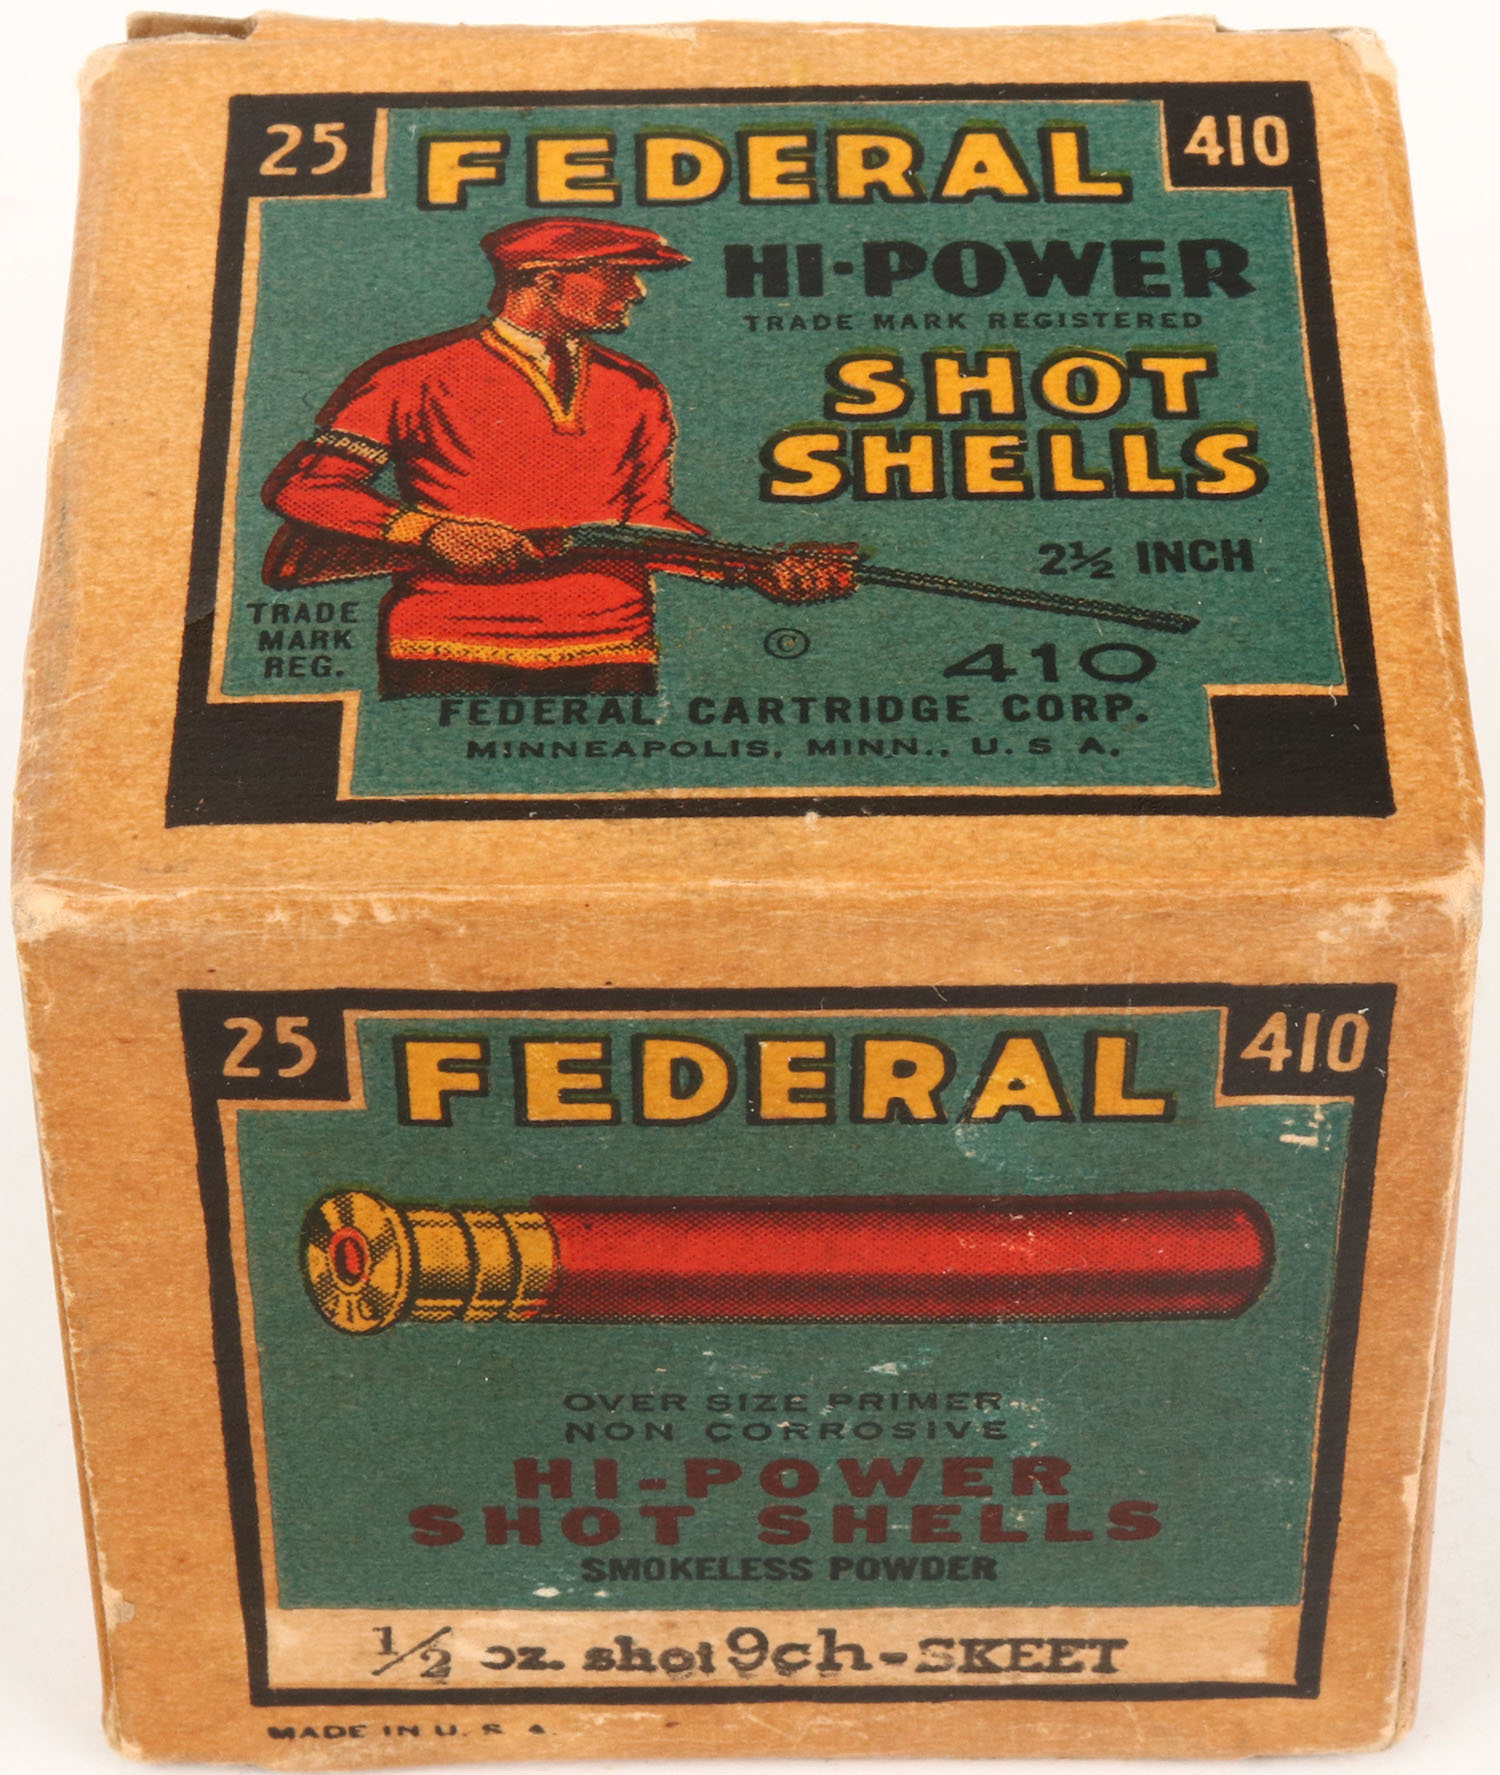 25 FEDERAL 410
HI-POWER
TRADE MARK REGISTERED
SHOT
SHELLS
2½ INCH
TRADE
MARK
REG.
©
410
FEDERAL CARTRIDGE CORP.
MINNEAPOLIS, MINN., U. S A.
25 FEDERAL 410
410
OVER SIZE PRIMER
NON CORROSIVE
HI-POWER
SHOT SHELLS
SMOKELESS POWDER
1/2 oz. shot 9ch-SKEET
MADE IN U. S A.